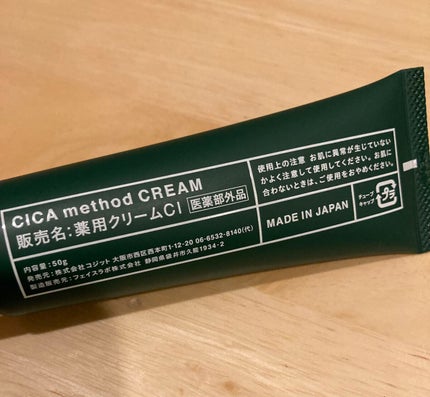 CICA method CREAM
販売名：薬用クリームCI 医薬部外品
内容量：50g
発売元：株式会社コジット 大阪市西区西本町1-12-20 06-6532-8140(代)
製造販売元：フェイスラボ株式会社 静岡県袋井市久能1934-2
使用上の注意 お肌に異常が生じていない
かよく注意して使用してください。お肌に
合わないときは、ご使用をおやめください。
MADE IN JAPAN
チューブ
キャップ
プラ